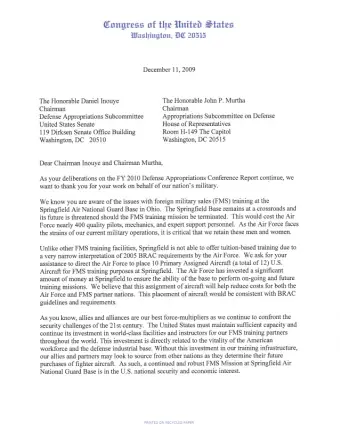 Congress of the United States
Washington, DC 20515
December 11, 2009
The Honorable Daniel Inouye
Chairman
Defense Appropriations Subcommittee
United States Senate
119 Dirksen Senate Office Building
Washington, DC 20510
The Honorable John P. Murtha
Chairman
Appropriations Subcommittee on Defense
House of Representatives
Room H-149 The Capitol
Washington, DC 20515
Dear Chairman Inouye and Chairman Murtha,
As your deliberations on the FY 2010 Defense Appropriations Conference Report continue, we
want to thank you for your work on behalf of our nation's military.
We know you are aware of the issues with foreign military sales (FMS) training at the
Springfield Air National Guard Base in Ohio. The Springfield Base remains at a crossroads and
its future is threatened should the FMS training mission be terminated. This would cost the Air
Force nearly 400 quality pilots, mechanics, and expert support personnel. As the Air Force faces
the strains of our current military operations, it is critical that we retain these men and women.
Unlike other FMS training facilities, Springfield is not able to offer tuition-based training due to
a very narrow interpretation of 2005 BRAC requirements by the Air Force. We ask for your
assistance to direct the Air Force to place 10 Primary Assigned Aircraft (a total of 12) U.S.
Aircraft for FMS training purposes at Springfield. The Air Force has invested a significant
amount of money at Springfield to ensure the ability of the base to perform on-going and future
training missions. We believe that this assignment of aircraft will help reduce costs for both the
Air Force and FMS partner nations. This placement of aircraft would be consistent with BRAC
guidelines and requirements.
As you know, allies and alliances are our best force-multipliers as we continue to confront the
security challenges of the 21st century. The United States must maintain sufficient capacity and
continue its investment in world-class facilities and instructors for our FMS training partners
throughout the world. This investment is directly related to the vitality of the American
workforce and the defense industrial base. Without this investment in our training infrastructure,
our allies and partners may look to source from other nations as they determine their future
purchases of fighter aircraft. As such, a continued and robust FMS Mission at Springfield Air
National Guard Base is in the U.S. national security and economic interest.
PRINTED ON RECYCLED PAPER